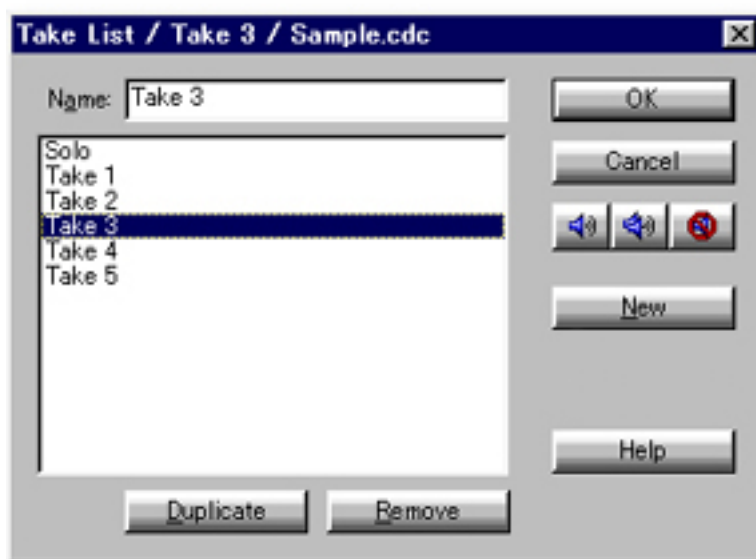 Take List / Take 3 / Sample.cdc
Name: Take 3
OK
Solo
Take 1
Take 2
Take 3
Take 4
Take 5
Cancel
New
Help
Duplicate Remove